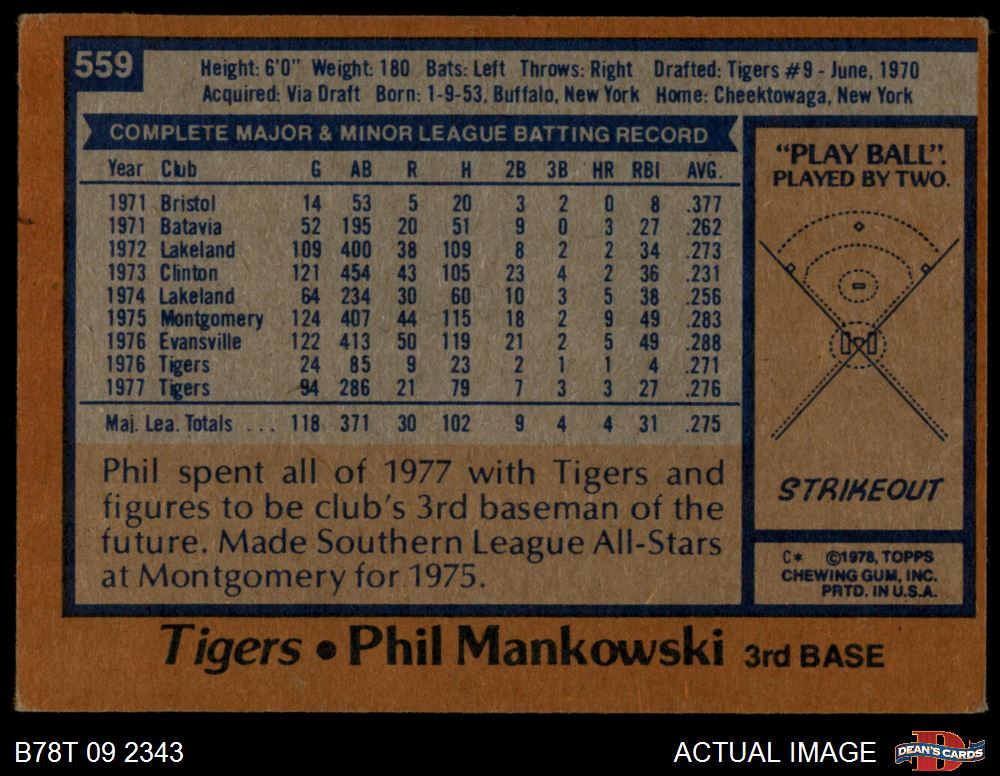 559
Height: 6'0" Weight: 180 Bats: Left Throws: Right Drafted: Tigers #9 - June, 1970
Acquired: Via Draft Born: 1-9-53, Buffalo, New York Home: Cheektowaga, New York
COMPLETE MAJOR & MINOR LEAGUE BATTING RECORD
Year Club G AB R H 2B 3B HR RBI AVG.
1971 Bristol 14 53 5 20 3 2 0 8 .377
1971 Batavia 52 195 20 51 9 0 3 27 .262
1972 Lakeland 109 400 38 109 8 2 2 34 .273
1973 Clinton 121 454 43 105 23 4 2 36 .231
1974 Lakeland 64 234 30 60 10 3 5 38 .256
1975 Montgomery 124 407 44 115 18 2 9 49 .283
1976 Evansville 122 413 50 119 21 2 5 49 .288
1976 Tigers 24 85 9 23 2 1 1 4 .271
1977 Tigers 94 286 21 79 7 3 3 27 .276
Maj. Lea. Totals ... 118 371 30 102 9 4 4 31 .275
Phil spent all of 1977 with Tigers and
figures to be club's 3rd baseman of the
future. Made Southern League All-Stars
at Montgomery for 1975.
"PLAY BALL".
PLAYED BY TWO.
STRIKEOUT
C* ©1978, TOPPS
CHEWING GUM, INC.
PRTD. IN U.S.A.
Tigers • Phil Mankowski 3rd BASE
B78T 09 2343
ACTUAL IMAGE
D
DEAN'S CARDS